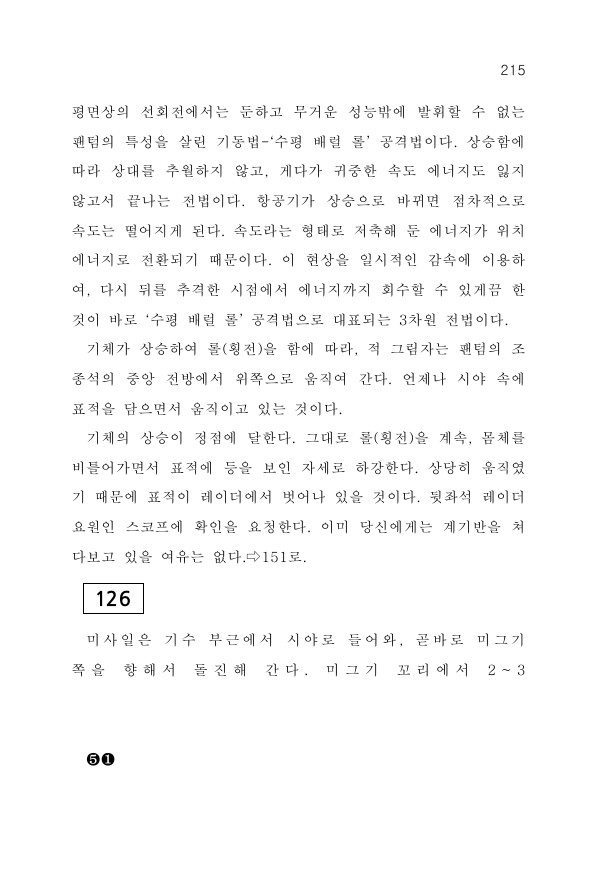 215
평면상의 선회전에서는 둔하고 무거운 성능밖에 발휘할 수 없는
팬텀의 특성을 살린 기동법-‘수평 배럴 롤’ 공격법이다. 상승함에
따라 상대를 추월하지 않고, 게다가 귀중한 속도 에너지도 잃지
않고서 끝나는 전법이다. 항공기가 상승으로 바뀌면 점차적으로
속도는 떨어지게 된다. 속도라는 형태로 저축해 둔 에너지가 위치
에너지로 전환되기 때문이다. 이 현상을 일시적인 감속에 이용하
여, 다시 뒤를 추격한 시점에서 에너지까지 회수할 수 있게끔 한
것이 바로 ‘수평 배럴 롤’ 공격법으로 대표되는 3차원 전법이다.
기체가 상승하여 롤(횡전)을 함에 따라, 적 그림자는 팬텀의 조
종석의 중앙 전방에서 위쪽으로 움직여 간다. 언제나 시야 속에
표적을 담으면서 움직이고 있는 것이다.
기체의 상승이 정점에 달한다. 그대로 롤(횡전)을 계속, 몸체를
비틀어가면서 표적에 등을 보인 자세로 하강한다. 상당히 움직였
기 때문에 표적이 레이더에서 벗어나 있을 것이다. 뒷좌석 레이더
요원인 스코프에 확인을 요청한다. 이미 당신에게는 계기반을 쳐
다보고 있을 여유는 없다.⇨151로.
126
미사일은 기수 부근에서 시야로 들어와, 곧바로 미그기
쪽을 향해서 돌진해 간다. 미그기 꼬리에서 2~3
❺❶